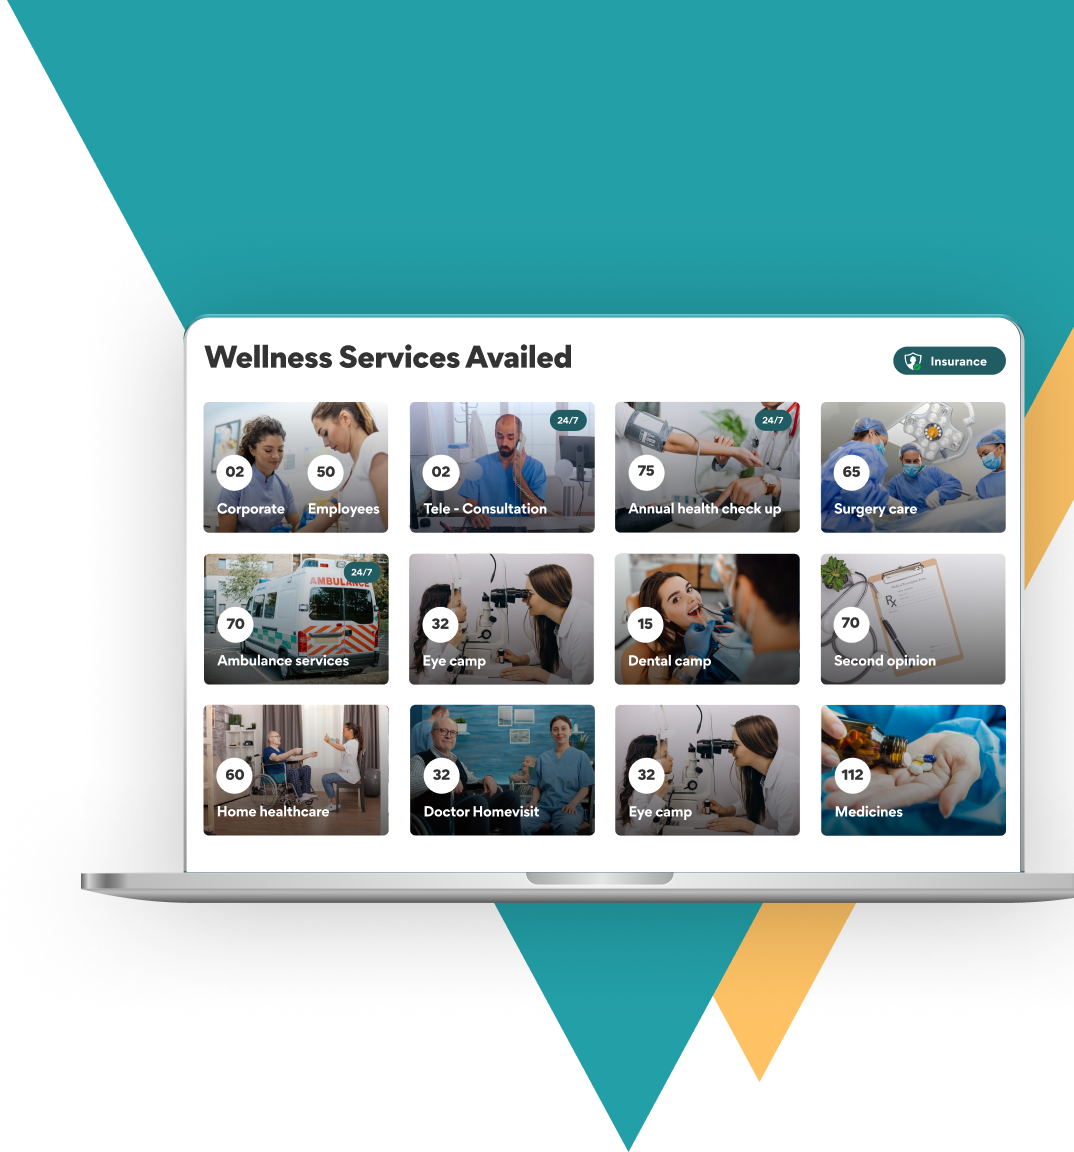 Wellness Services Availed
Insurance
02
50
Corporate
Employees
24/7
02
Tele - Consultation
24/7
75
Annual health check up
65
Surgery care
AMBULANCE
24/7
70
Ambulance services
32
Eye camp
15
Dental camp
Rx
70
Second opinion
60
Home healthcare
32
Doctor Homevisit
32
Eye camp
112
Medicines